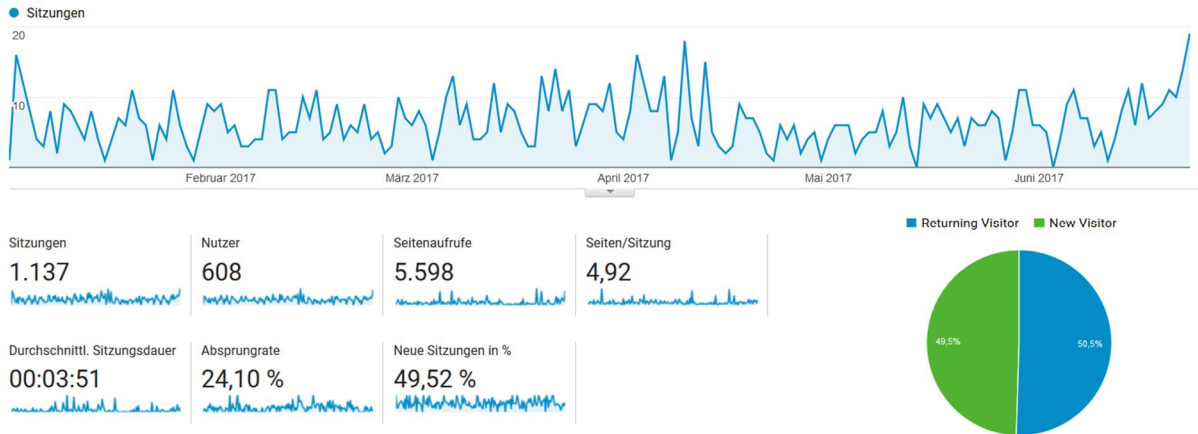 Sitzungen
20
10
Februar 2017
März 2017
April 2017
Mai 2017
Juni 2017
Returning Visitor
New Visitor
Sitzungen
1.137
Nutzer
608
Seitenaufrufe
5.598
Seiten/Sitzung
4,92
Durchschnittl. Sitzungsdauer
00:03:51
Absprungrate
24,10 %
Neue Sitzungen in %
49,52 %
49,5%
50,5%